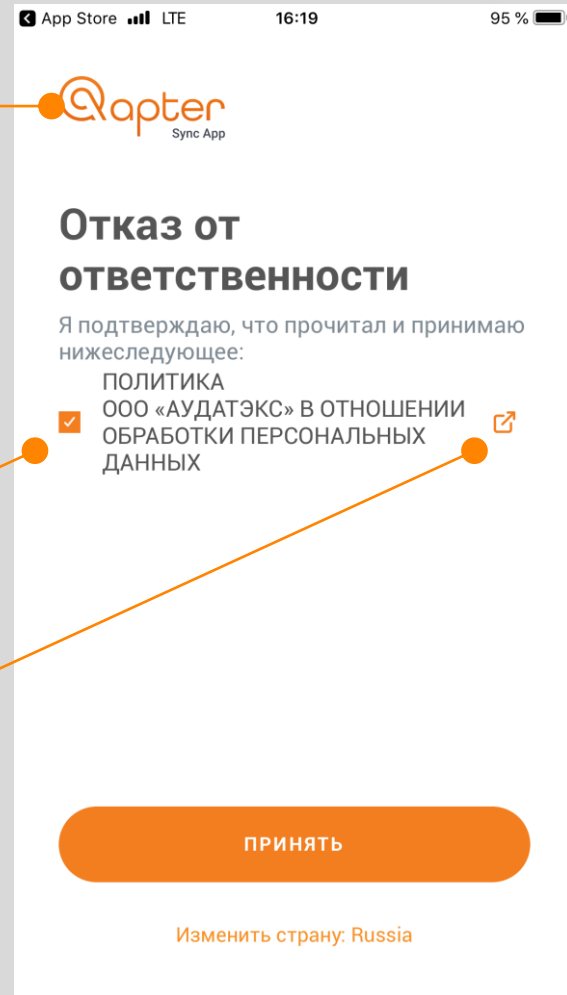 App Store LTE 16:19 95 %
Qapter
Sync App
Отказ от
ответственности
Я подтверждаю, что прочитал и принимаю
нижеследующее:
ПОЛИТИКА
ООО «АУДАТЭКС» В ОТНОШЕНИИ
ОБРАБОТКИ ПЕРСОНАЛЬНЫХ
ДАННЫХ
ПРИНЯТЬ
Изменить страну: Russia